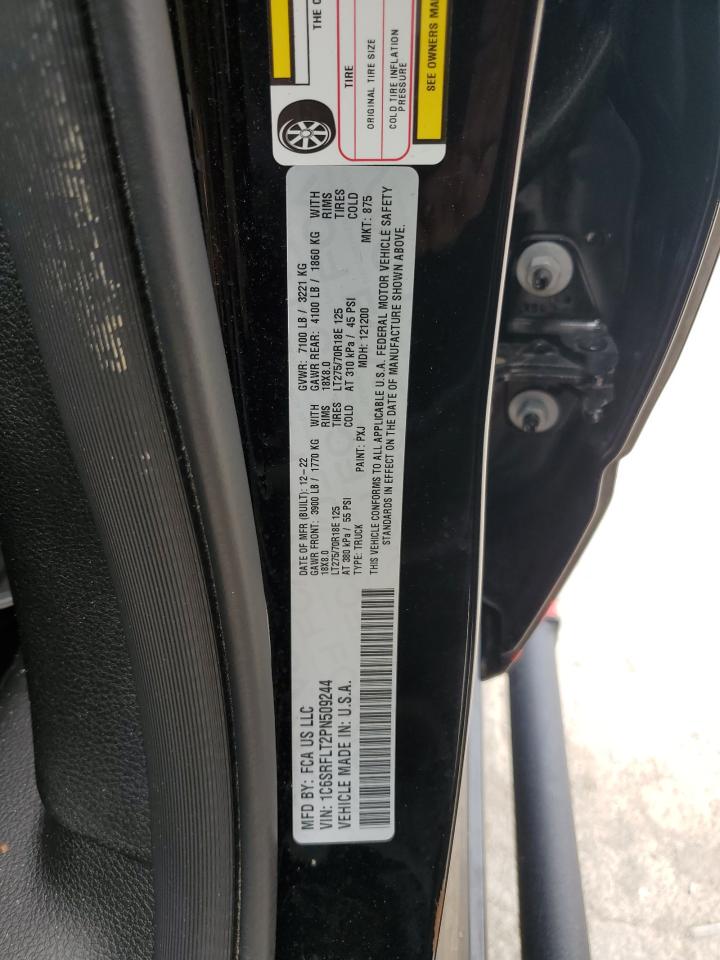 MFD BY: FCA US LLC
VIN: 1C6SRFLT2PN509244
VEHICLE MADE IN: U.S.A.
DATE OF MFR (BUILT): 12-22 GVWR: 7100 LB / 3221 KG
GAWR FRONT: 3900 LB / 1770 KG WITH GAWR REAR: 4100 LB / 1860 KG WITH
18X8.0 RIMS 18X8.0 RIMS
LT275/70R18E 125 TIRES LT275/70R18E 125 TIRES
AT 380 kPa / 55 PSI COLD AT 310 kPa / 45 PSI COLD
TYPE: TRUCK PAINT: PXJ MDH: 121200 MKT: 875
THIS VEHICLE CONFORMS TO ALL APPLICABLE U.S.A. FEDERAL MOTOR VEHICLE SAFETY
STANDARDS IN EFFECT ON THE DATE OF MANUFACTURE SHOWN ABOVE.
THE C
TIRE
ORIGINAL TIRE SIZE
COLD TIRE INFLATION
PRESSURE
SEE OWNERS MA